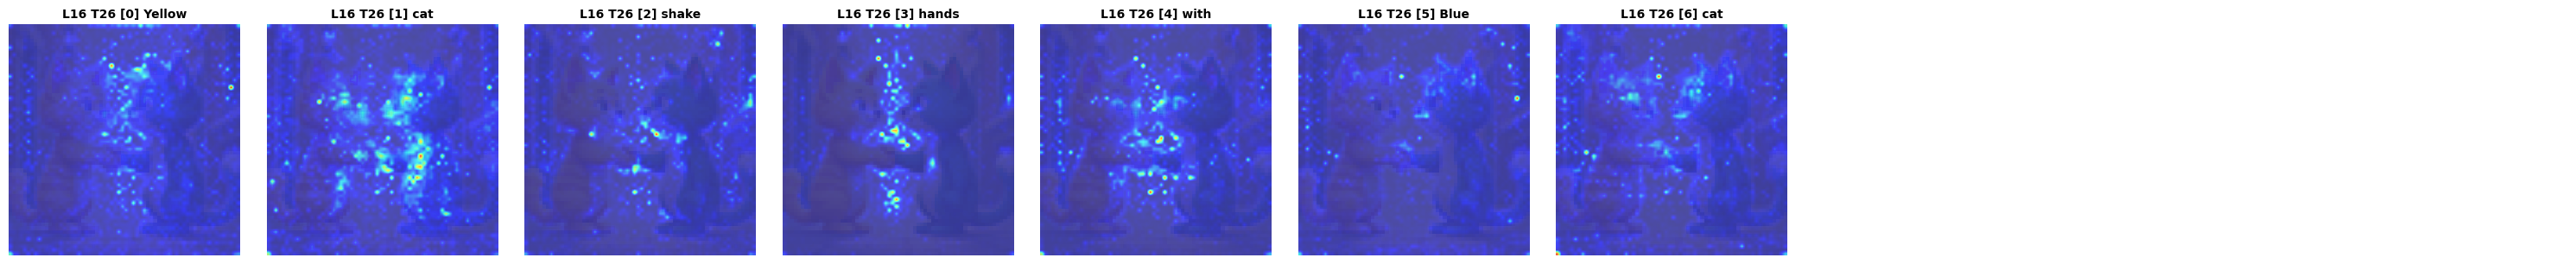 L16 T26 [0] Yellow
L16 T26 [1] cat
L16 T26 [2] shake
L16 T26 [3] hands
L16 T26 [4] with
L16 T26 [5] Blue
L16 T26 [6] cat